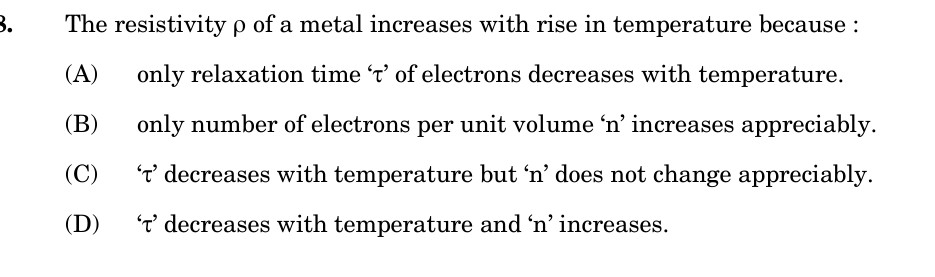 8. The resistivity ρ of a metal increases with rise in temperature because :
(A) only relaxation time ‘τ’ of electrons decreases with temperature.
(B) only number of electrons per unit volume ‘n’ increases appreciably.
(C) ‘τ’ decreases with temperature but ‘n’ does not change appreciably.
(D) ‘τ’ decreases with temperature and ‘n’ increases.